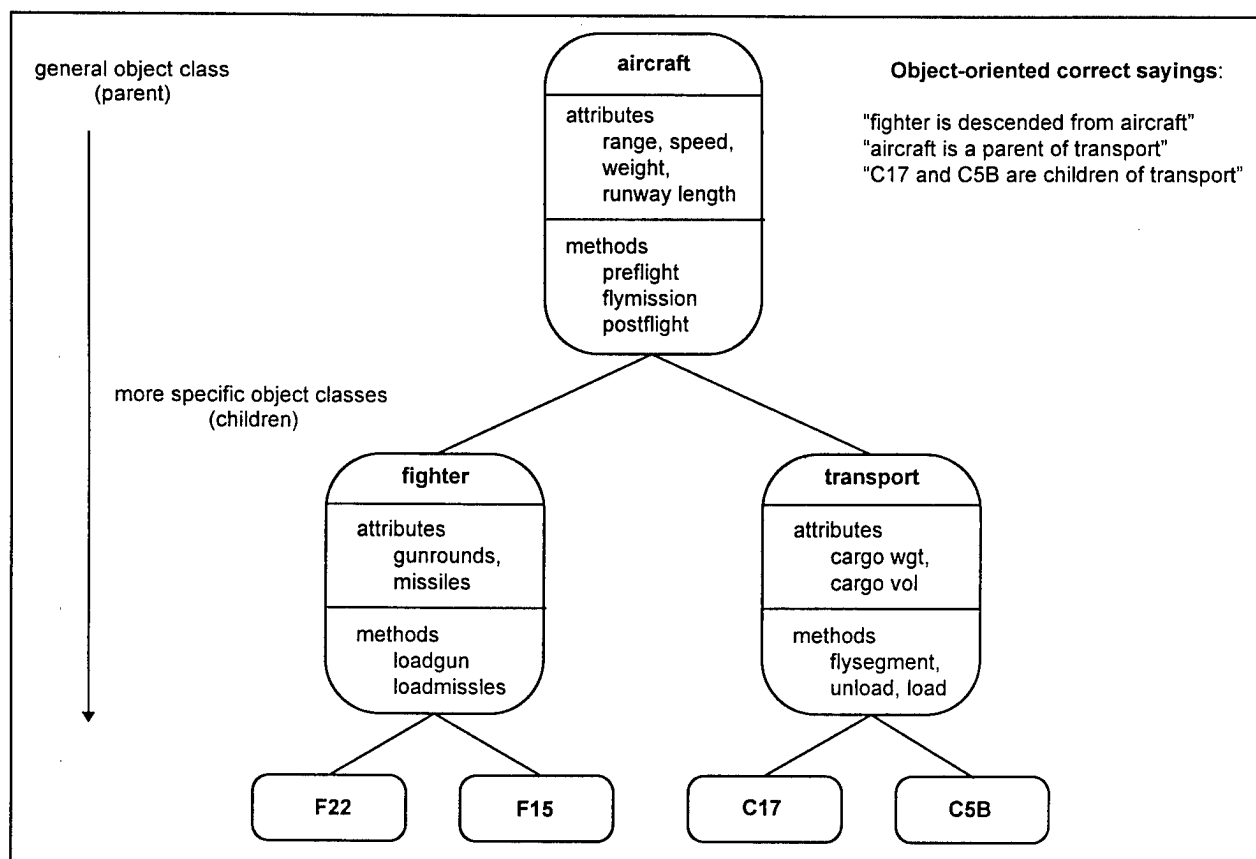 general object class
(parent)
more specific object classes
(children)
aircraft
attributes
range, speed,
weight,
runway length
methods
preflight
flymission
postflight
Object-oriented correct sayings:
"fighter is descended from aircraft"
"aircraft is a parent of transport"
"C17 and C5B are children of transport"
fighter
attributes
gunrounds,
missiles
methods
loadgun
loadmissles
transport
attributes
cargo wgt,
cargo vol
methods
flysegment,
unload, load
F22
F15
C17
C5B